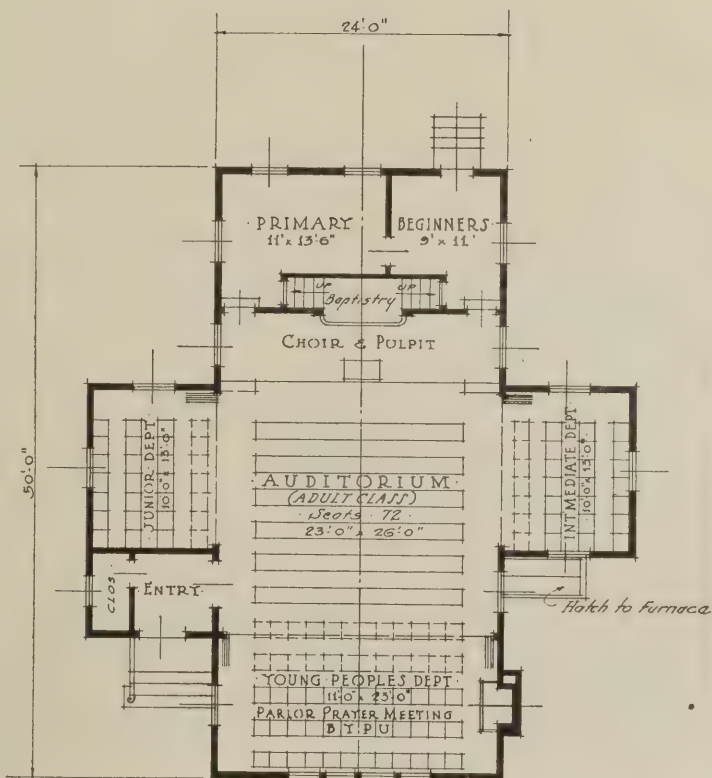 24'-0"
50'-0"
PRIMARY
11' x 13'-6"
BEGINNERS
9' x 11'
UP
UP
Baptistry
CHOIR & PULPIT
JUNIOR DEPT
10'-0" x 13'-0"
AUDITORIUM
(ADULT CLASS)
Seats 72
23'-0" x 26'-0"
INTMEDIATE DEPT
10'-0" x 13'-0"
CLOS
ENTRY
Hatch to Furnace
YOUNG PEOPLES DEPT
11'-0" x 23'-0"
PARLOR PRAYER MEETING
B Y P U